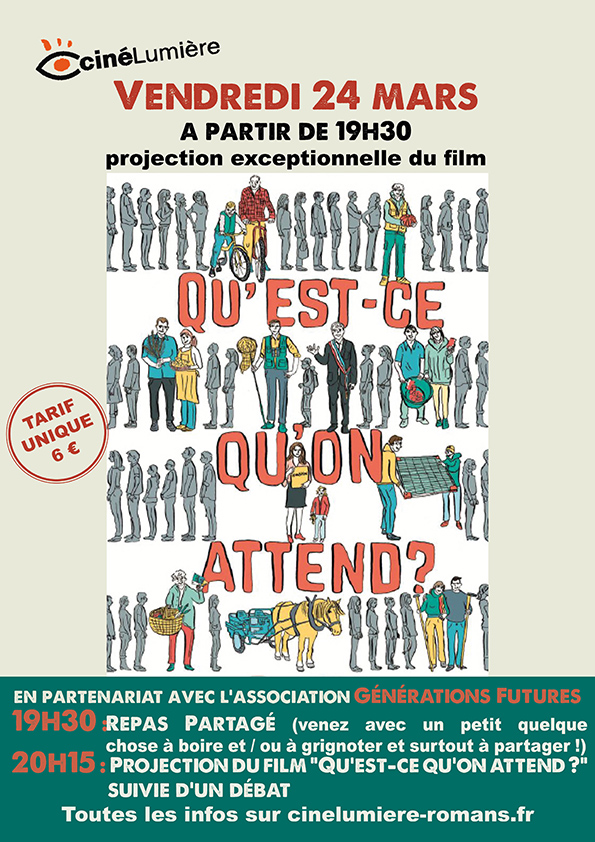 cinéLumière
VENDREDI 24 MARS
A PARTIR DE 19H30
projection exceptionnelle du film
QU'EST-CE
QU'ON
ATTEND?
TARIF
UNIQUE
6 €
EN PARTENARIAT AVEC L'ASSOCIATION GÉNÉRATIONS FUTURES
19H30 : REPAS PARTAGÉ (venez avec un petit quelque
chose à boire et / ou à grignoter et surtout à partager !)
20H15 : PROJECTION DU FILM "QU'EST-CE QU'ON ATTEND ?"
SUIVIE D'UN DÉBAT
Toutes les infos sur cinelumiere-romans.fr